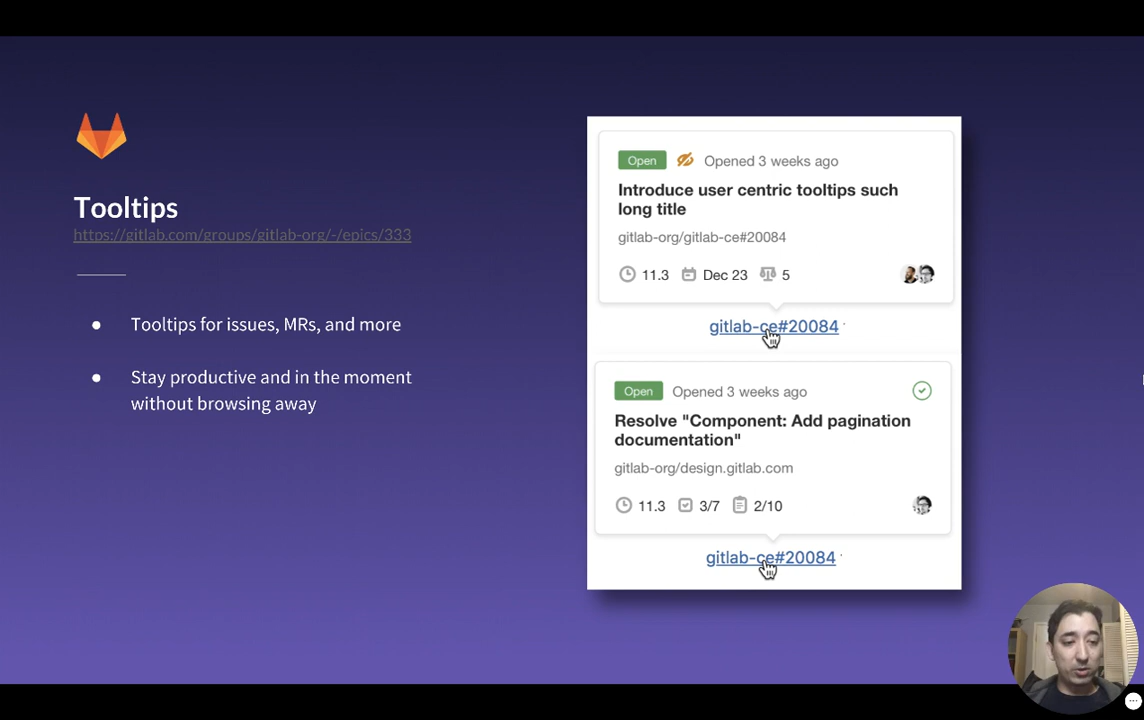 Tooltips
https://gitlab.com/groups/gitlab-org/-/epics/333
Tooltips for issues, MRs, and more
Stay productive and in the moment
without browsing away
Open Opened 3 weeks ago
Introduce user centric tooltips such
long title
gitlab-org/gitlab-ce#20084
11.3 Dec 23 5
gitlab-ce#20084
Open Opened 3 weeks ago
Resolve "Component: Add pagination
documentation"
gitlab-org/design.gitlab.com
11.3 3/7 2/10
gitlab-ce#20084